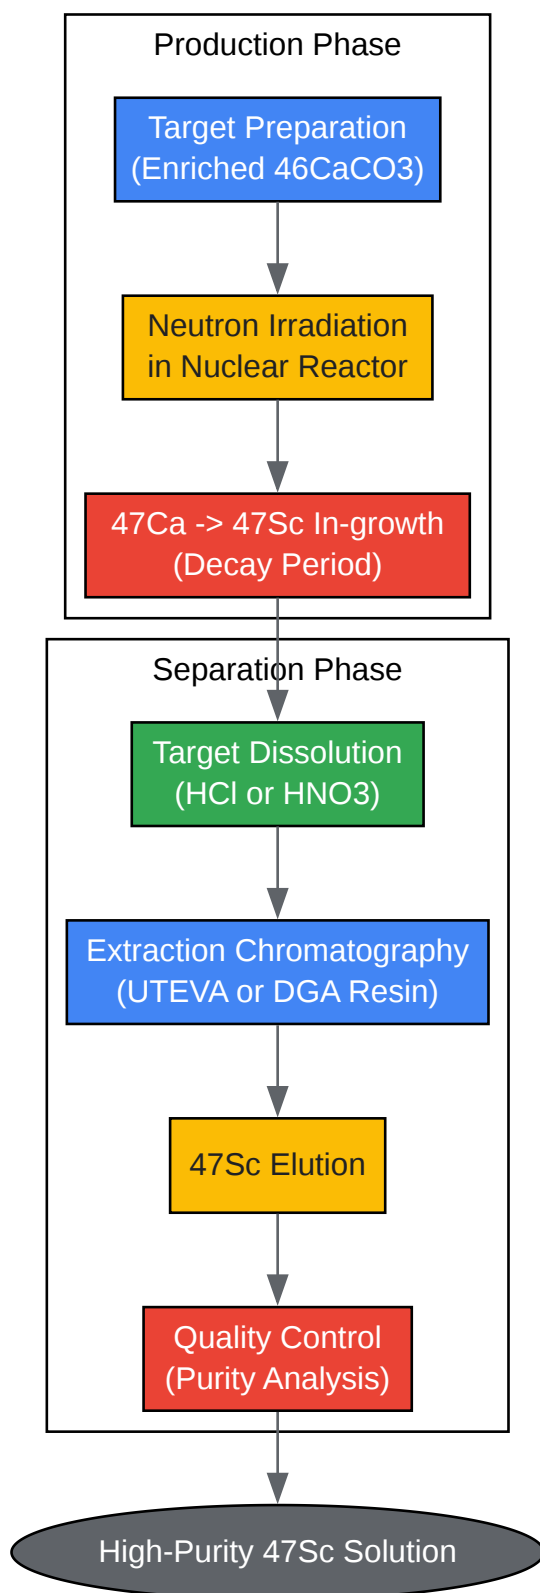 Production Phase
Target Preparation
(Enriched 46CaCO3)
Neutron Irradiation
in Nuclear Reactor
47Ca -> 47Sc In-growth
(Decay Period)
Separation Phase
Target Dissolution
(HCl or HNO3)
Extraction Chromatography
(UTEVA or DGA Resin)
47Sc Elution
Quality Control
(Purity Analysis)
High-Purity 47Sc Solution